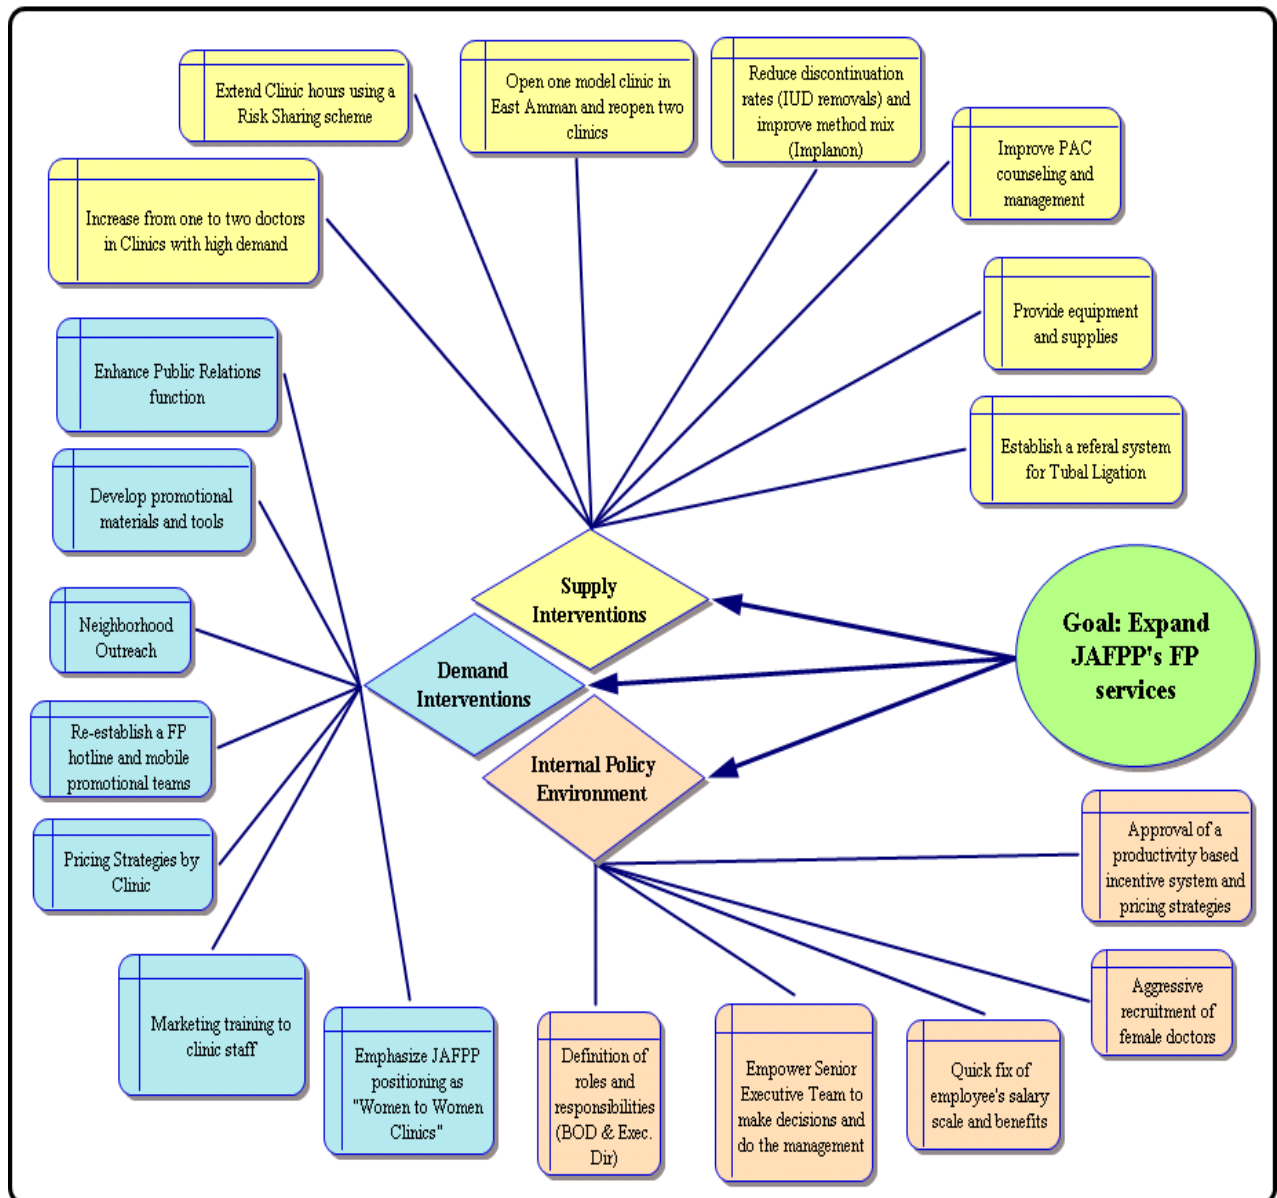 Extend Clinic hours using a
Risk Sharing scheme
Open one model clinic in
East Amman and reopen two
clinics
Reduce discontinuation
rates (IUD removals) and
improve method mix
(Implanon)
Improve PAC
counseling and
management
Increase from one to two doctors
in Clinics with high demand
Provide equipment
and supplies
Enhance Public Relations
function
Establish a referal system
for Tubal Ligation
Develop promotional
materials and tools
Supply
Interventions
Goal: Expand
JAFPP's FP
services
Neighborhood
Outreach
Demand
Interventions
Re-establish a FP
hotline and mobile
promotional teams
Internal Policy
Environment
Pricing Strategies by
Clinic
Approval of a
productivity based
incentive system and
pricing strategies
Marketing training to
clinic staff
Emphasize JAFPP
positioning as
"Women to Women
Clinics"
Definition of
roles and
responsibilities
(BOD & Exec.
Dir)
Empower Senior
Executive Team to
make decisions and
do the management
Quick fix of
employee's salary
scale and benefits
Aggressive
recruitment of
female doctors